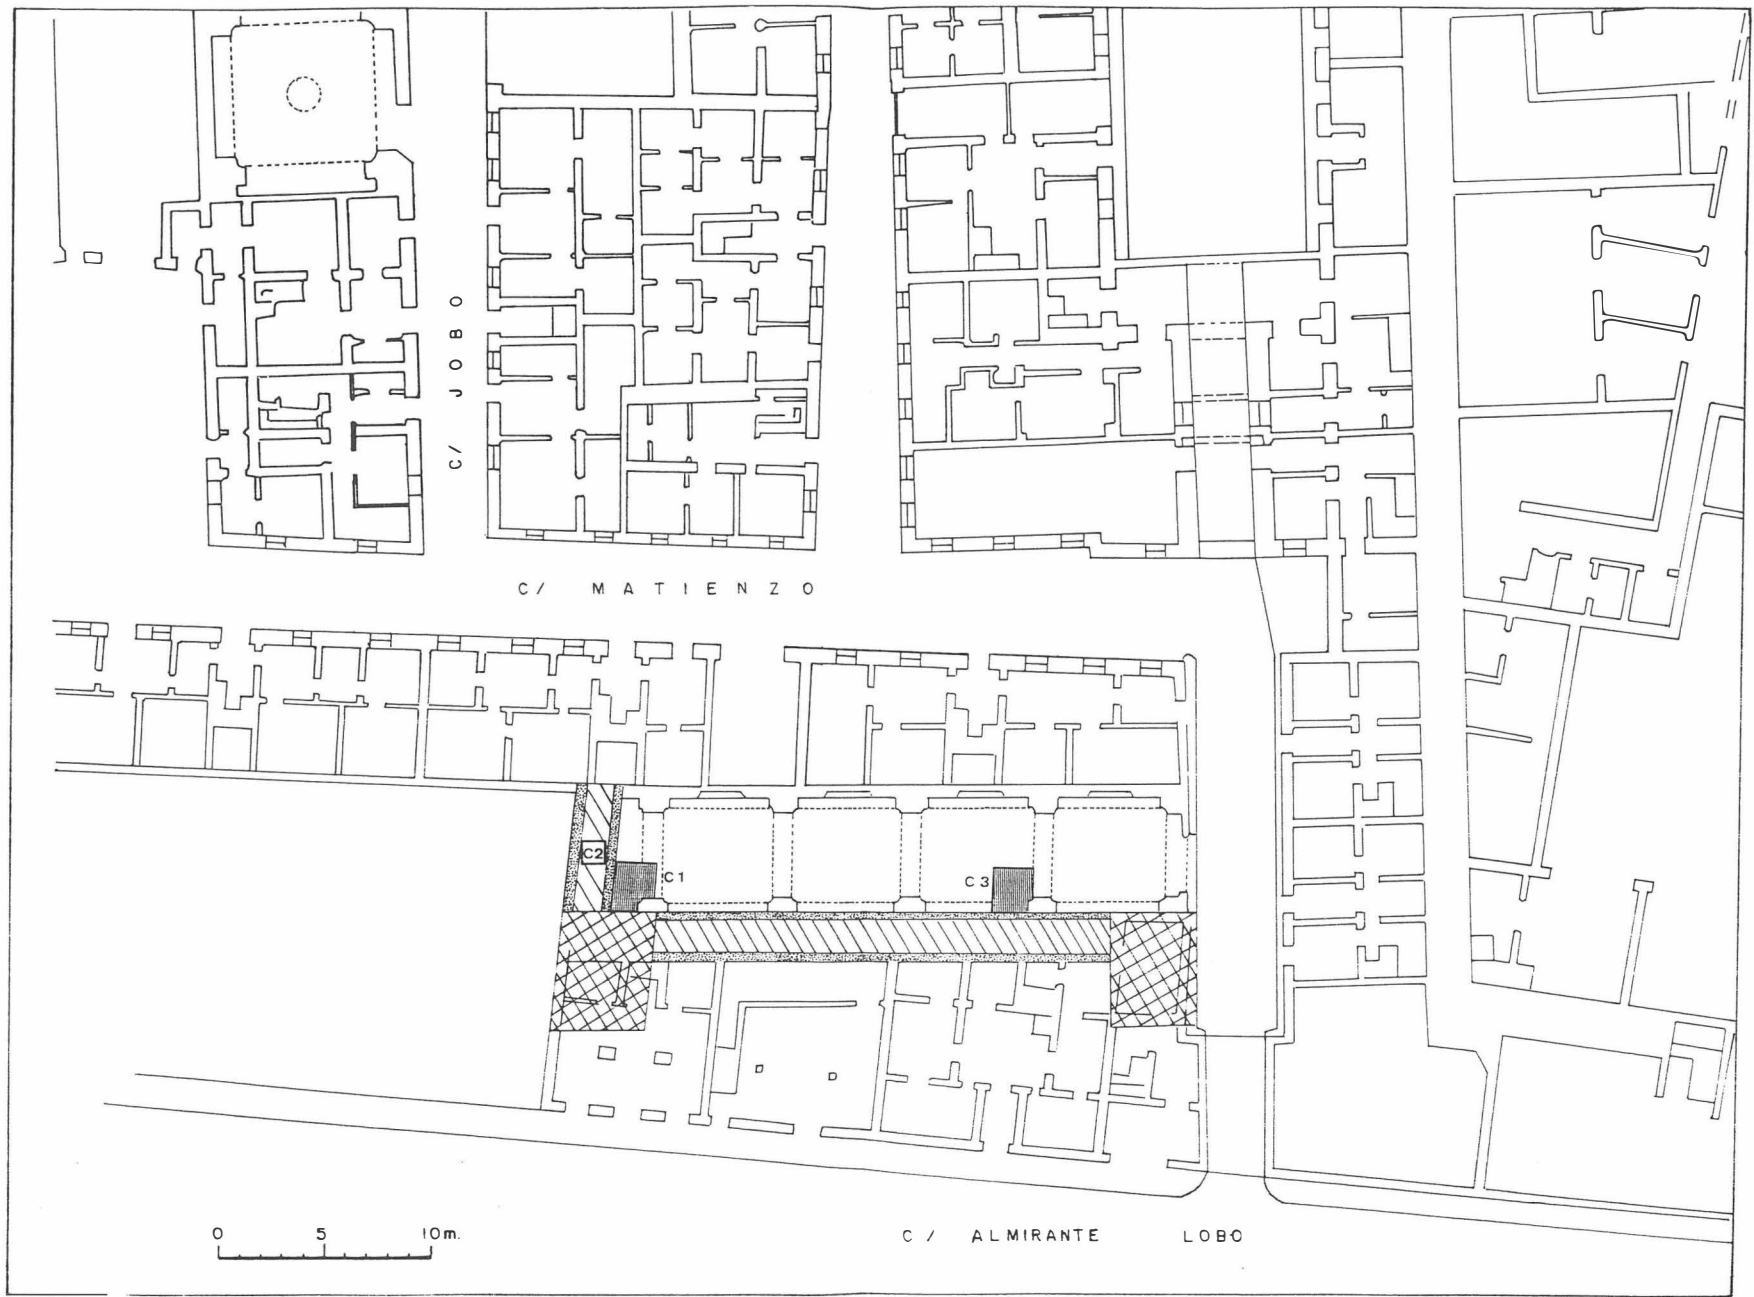 C/ JOBO
C/ MATIENZO
C2
C1
C3
0 5 10m.
C/ ALMIRANTE LOBO